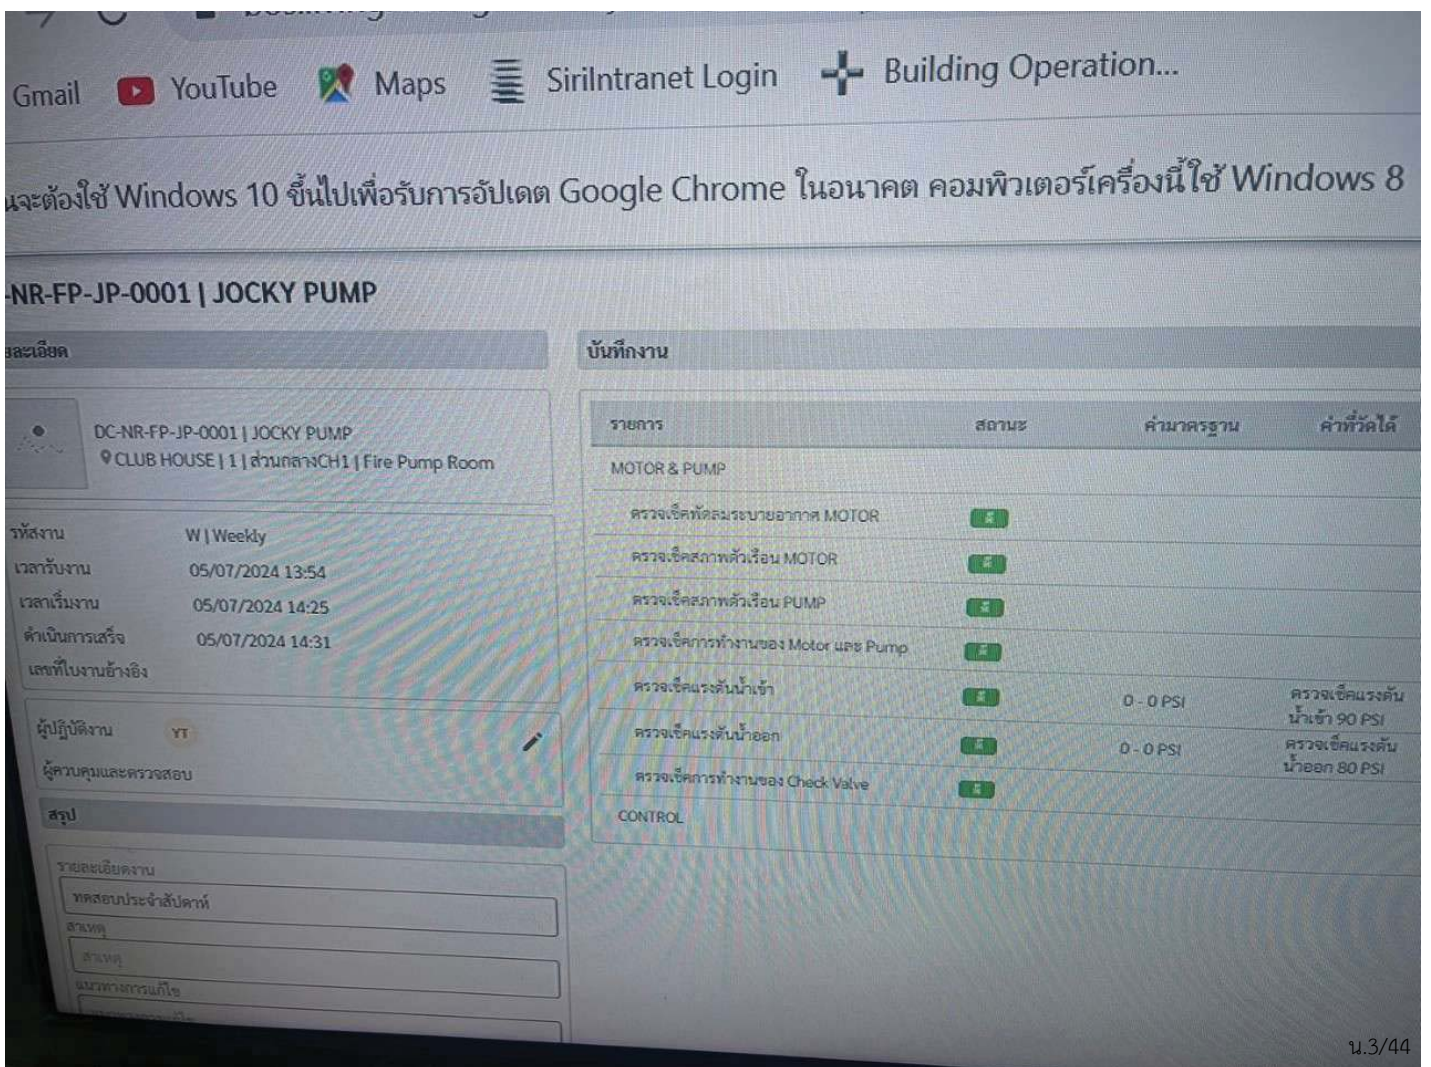 Gmail YouTube Maps SiriIntranet Login Building Operation...
นจะต้องใช้ Windows 10 ขึ้นไปเพื่อรับการอัปเดต Google Chrome ในอนาคต คอมพิวเตอร์เครื่องนี้ใช้ Windows 8
-NR-FP-JP-0001 | JOCKY PUMP
ยละเอียด
DC-NR-FP-JP-0001 | JOCKY PUMP
CLUB HOUSE | 1 | ส่วนกลางCH1 | Fire Pump Room
รหัสงาน W | Weekly
เวลารับงาน 05/07/2024 13:54
เวลาเริ่มงาน 05/07/2024 14:25
ดำเนินการเสร็จ 05/07/2024 14:31
เลขที่ใบงานอ้างอิง
ผู้ปฏิบัติงาน YT
ผู้ควบคุมและตรวจสอบ
สรุป
รายละเอียดงาน
ทดสอบประจำสัปดาห์
สาเหตุ
สาเหตุ
แนวทางการแก้ไข
บันทึกงาน
รายการ สถานะ ค่ามาตรฐาน ค่าที่วัดได้
MOTOR & PUMP
ตรวจเช็คพัดลมระบายอากาศ MOTOR
ตรวจเช็คสภาพตัวเรือน MOTOR
ตรวจเช็คสภาพตัวเรือน PUMP
ตรวจเช็คการทำงานของ Motor และ Pump
ตรวจเช็คแรงดันน้ำเข้า 0 - 0 PSI ตรวจเช็คแรงดัน
น้ำเข้า 90 PSI
ตรวจเช็คแรงดันน้ำออก 0 - 0 PSI ตรวจเช็คแรงดัน
น้ำออก 80 PSI
ตรวจเช็คการทำงานของ Check Valve
CONTROL
น.3/44